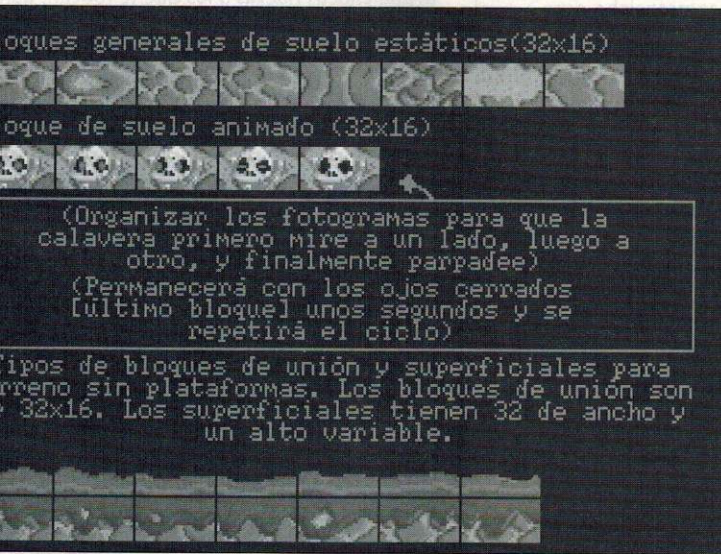 oques generales de suelo estáticos(32x16)
oque de suelo animado (32x16)
(Organizar los fotogramas para que la
calavera primero mire a un lado, luego a
otro, y finalmente parpadee)
(Permanecerá con los ojos cerrados
[último bloque] unos segundos y se
repetirá el ciclo)
Tipos de bloques de unión y superficiales para
rreno sin plataformas. Los bloques de unión son
32x16. Los superficiales tienen 32 de ancho y
un alto variable.